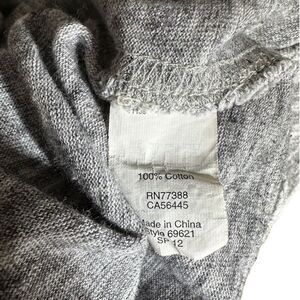 100% Cotton
RN77388
CA56445
Made in China
Style 69621
SP 12